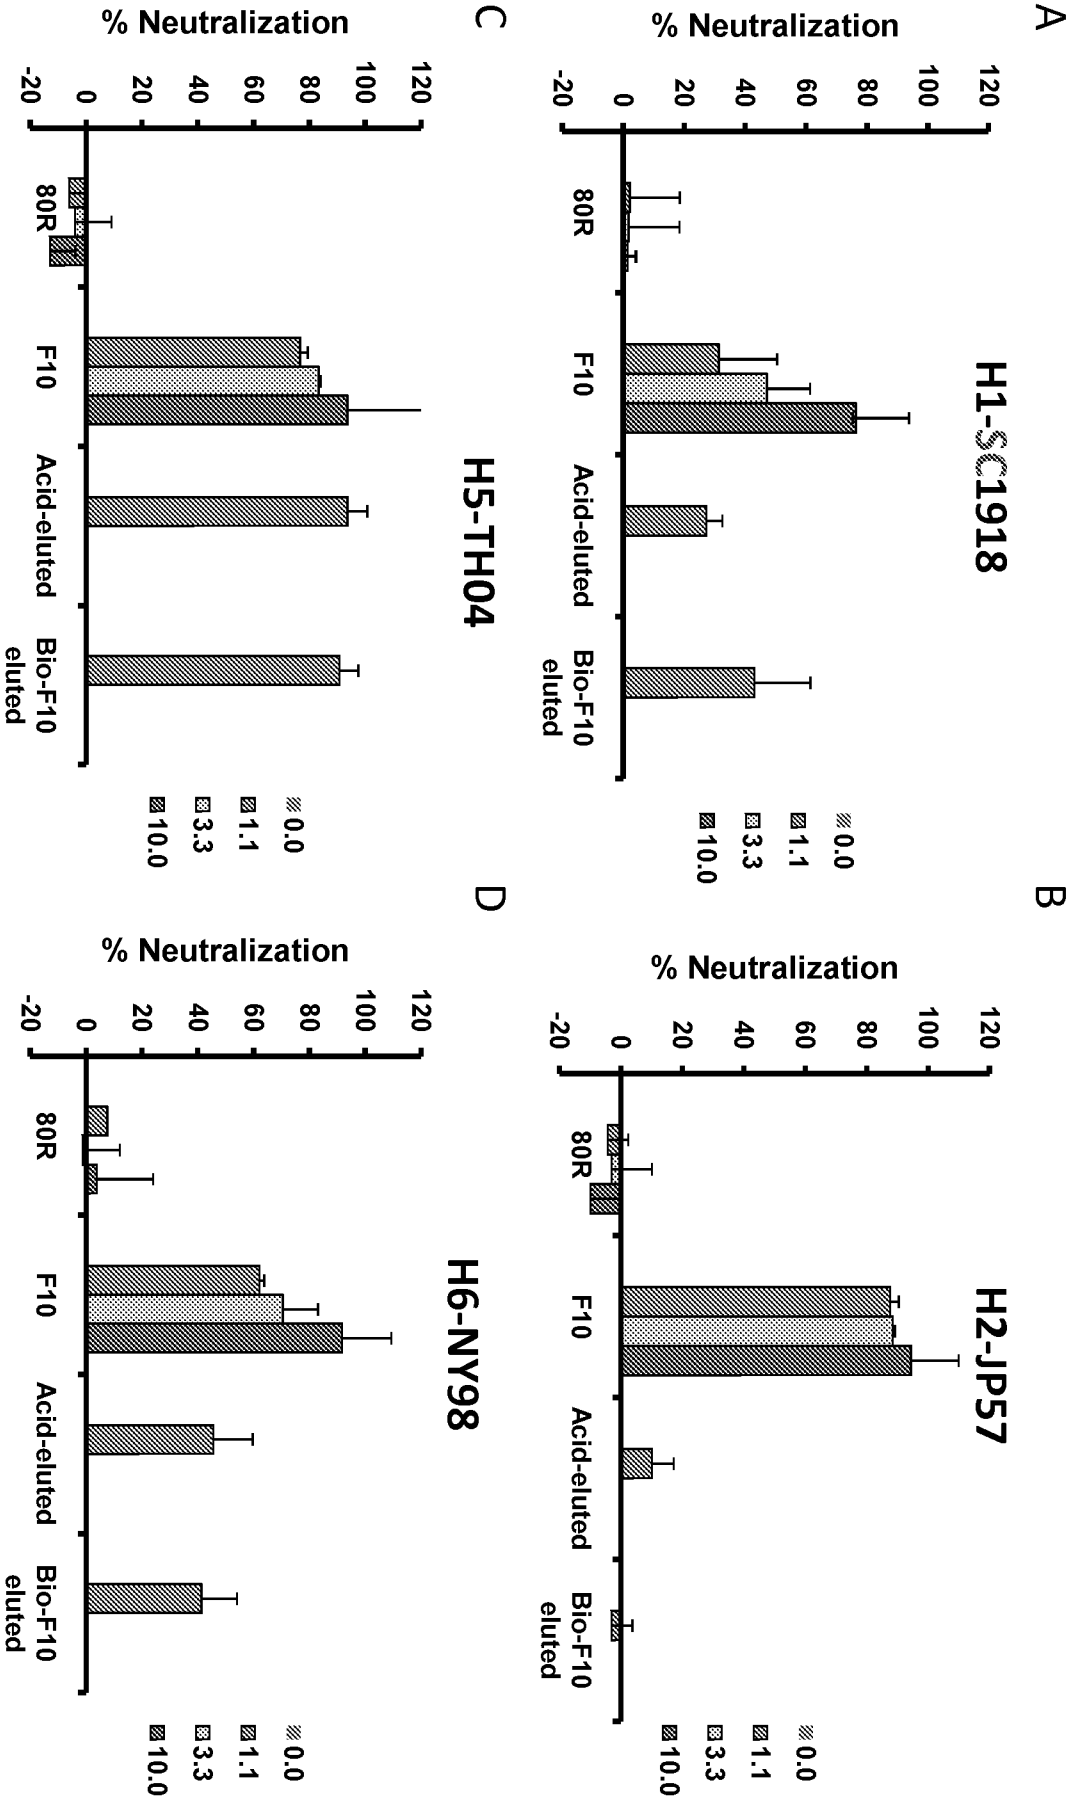 A
H1-SC1918
% Neutralization
120
100
80
60
40
20
0
-20
80R
F10
Acid-eluted
Bio-F10
eluted
0.0
1.1
3.3
10.0
B
H2-JP57
% Neutralization
120
100
80
60
40
20
0
-20
80R
F10
Acid-eluted
Bio-F10
eluted
0.0
1.1
3.3
10.0
C
H5-TH04
% Neutralization
120
100
80
60
40
20
0
-20
80R
F10
Acid-eluted
Bio-F10
eluted
0.0
1.1
3.3
10.0
D
H6-NY98
% Neutralization
120
100
80
60
40
20
0
-20
80R
F10
Acid-eluted
Bio-F10
eluted
0.0
1.1
3.3
10.0